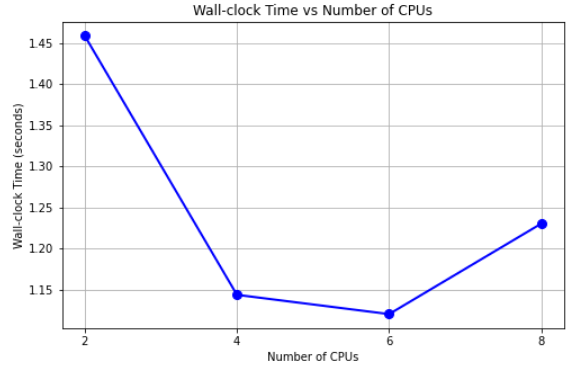 Wall-clock Time vs Number of CPUs
Wall-clock Time (seconds)
1.45
1.40
1.35
1.30
1.25
1.20
1.15
2 4 6 8
Number of CPUs